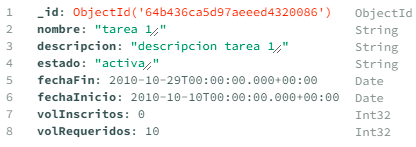 1 _id: ObjectId('64b436ca5d97aeeed4320086') ObjectId
2 nombre: "tarea 1/" String
3 descripcion: "descripcion tarea 1/" String
4 estado: "activa/" String
5 fechaFin: 2010-10-29T00:00:00.000+00:00 Date
6 fechaInicio: 2010-10-10T00:00:00.000+00:00 Date
7 volInscritos: 0 Int32
8 volRequeridos: 10 Int32